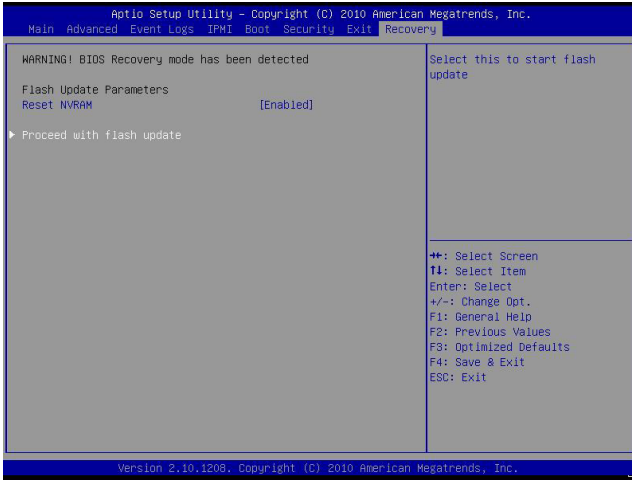 Aptio Setup Utility - Copyright (C) 2010 American Megatrends, Inc.
Main Advanced Event Logs IPMI Boot Security Exit Recovery
WARNING! BIOS Recovery mode has been detected
Flash Update Parameters
Reset NVRAM [Enabled]
Proceed with flash update
Select this to start flash
update
→←: Select Screen
↑↓: Select Item
Enter: Select
+/-: Change Opt.
F1: General Help
F2: Previous Values
F3: Optimized Defaults
F4: Save & Exit
ESC: Exit
Version 2.10.1208. Copyright (C) 2010 American Megatrends, Inc.